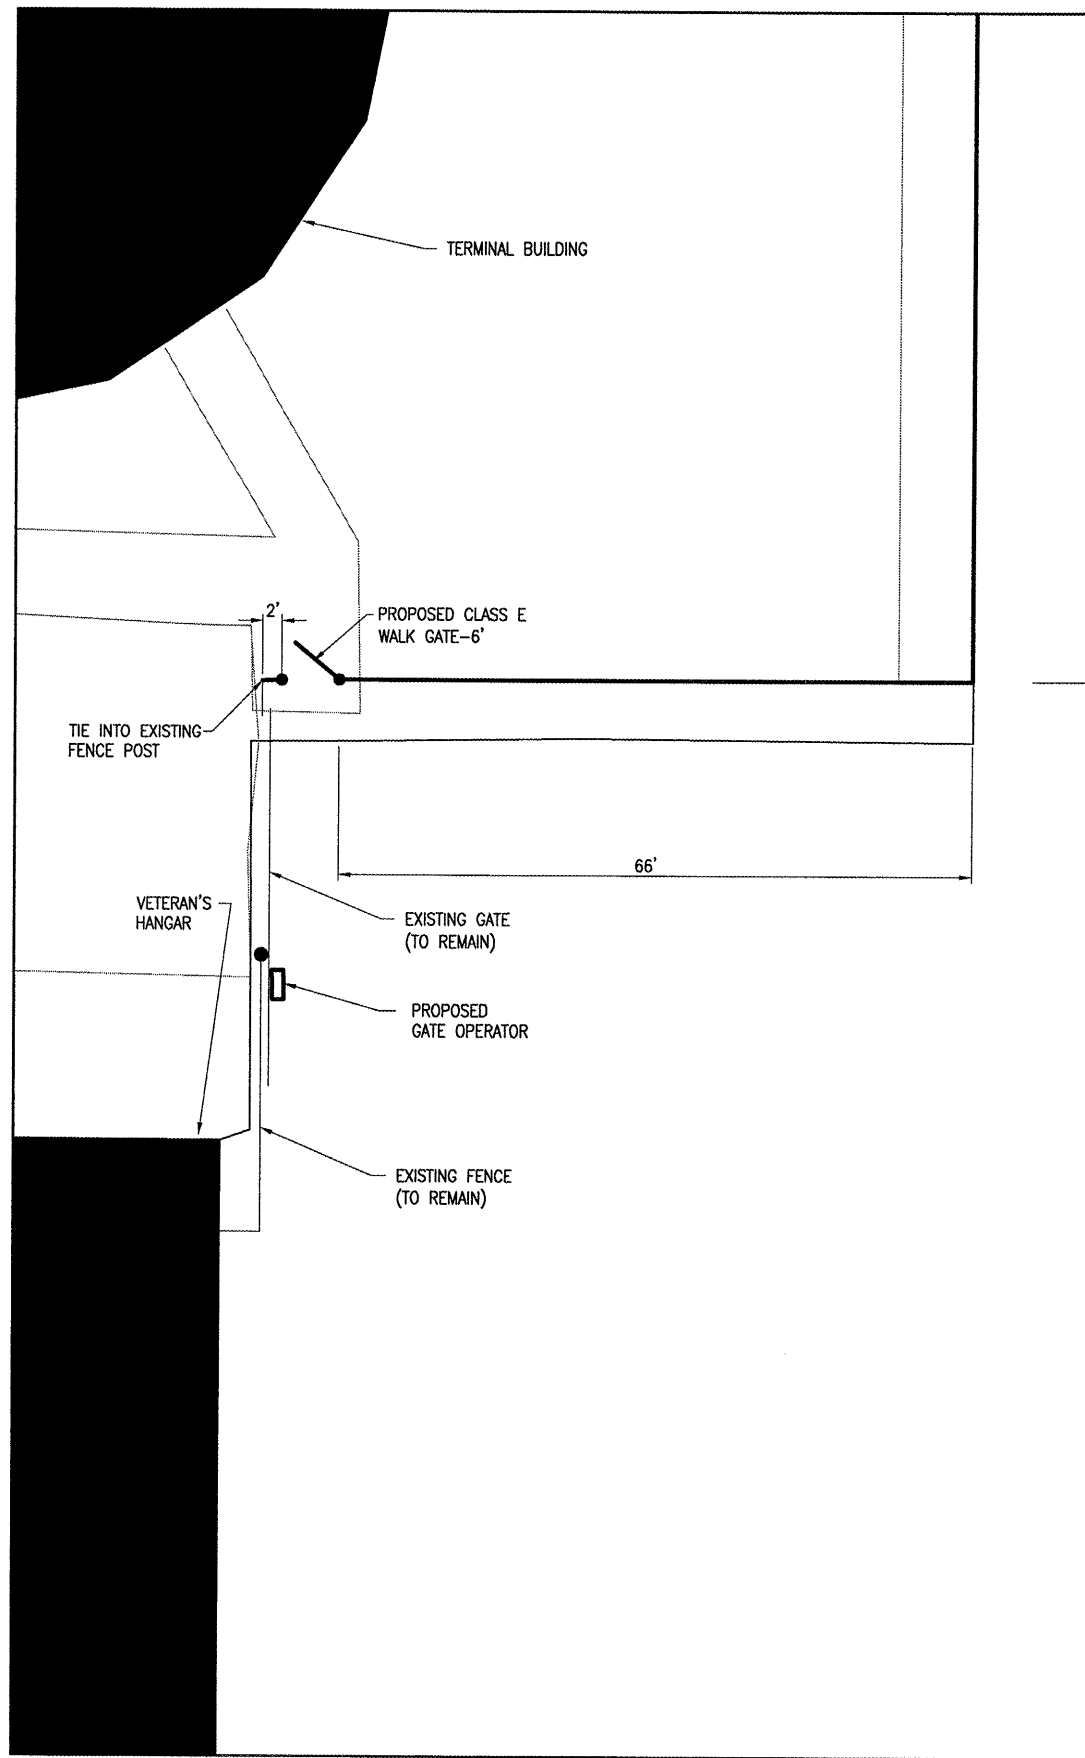 TERMINAL BUILDING
2'
PROPOSED CLASS E
WALK GATE-6'
TIE INTO EXISTING
FENCE POST
66'
VETERAN'S
HANGAR
EXISTING GATE
(TO REMAIN)
PROPOSED
GATE OPERATOR
EXISTING FENCE
(TO REMAIN)